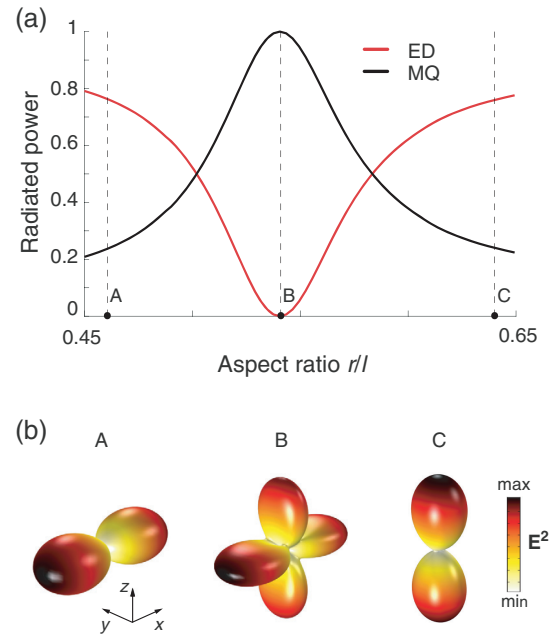 (a)
1
0.8
0.6
0.4
0.2
0
Radiated power
ED
MQ
A
B
C
0.45
0.65
Aspect ratio r/l
(b)
A
B
C
z
y
x
max
E²
min